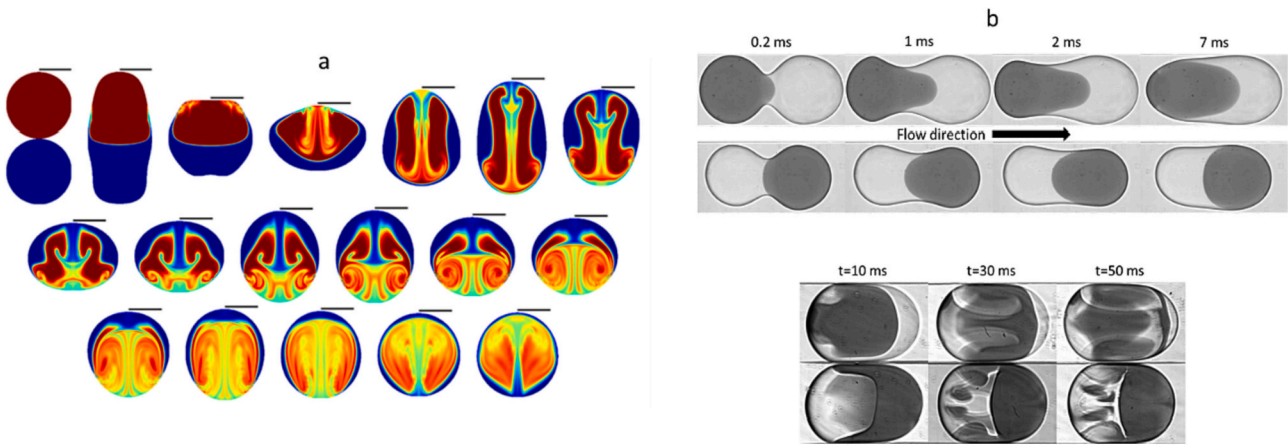 a
b
0.2 ms
1 ms
2 ms
7 ms
Flow direction
t=10 ms
t=30 ms
t=50 ms